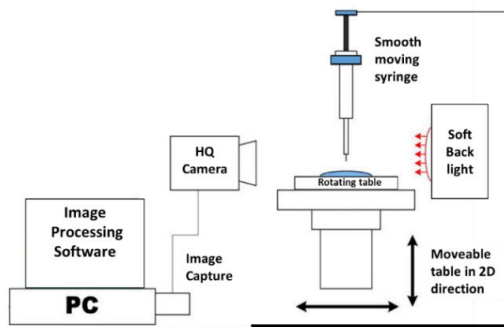 Smooth
moving
syringe
HQ
Camera
Soft
Back
light
Rotating table
Image
Processing
Software
Image
Capture
Moveable
table in 2D
direction
PC